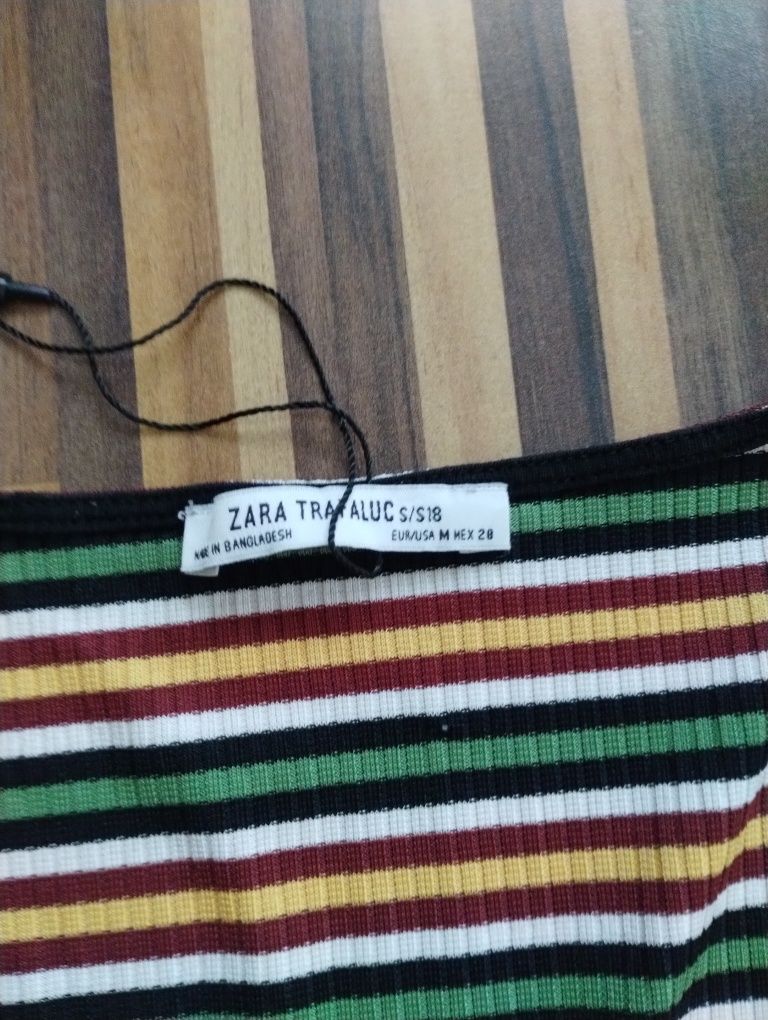 ZARA TRAFALUC S/S18
MADE IN BANGLADESH EUR/USA M MEX 28